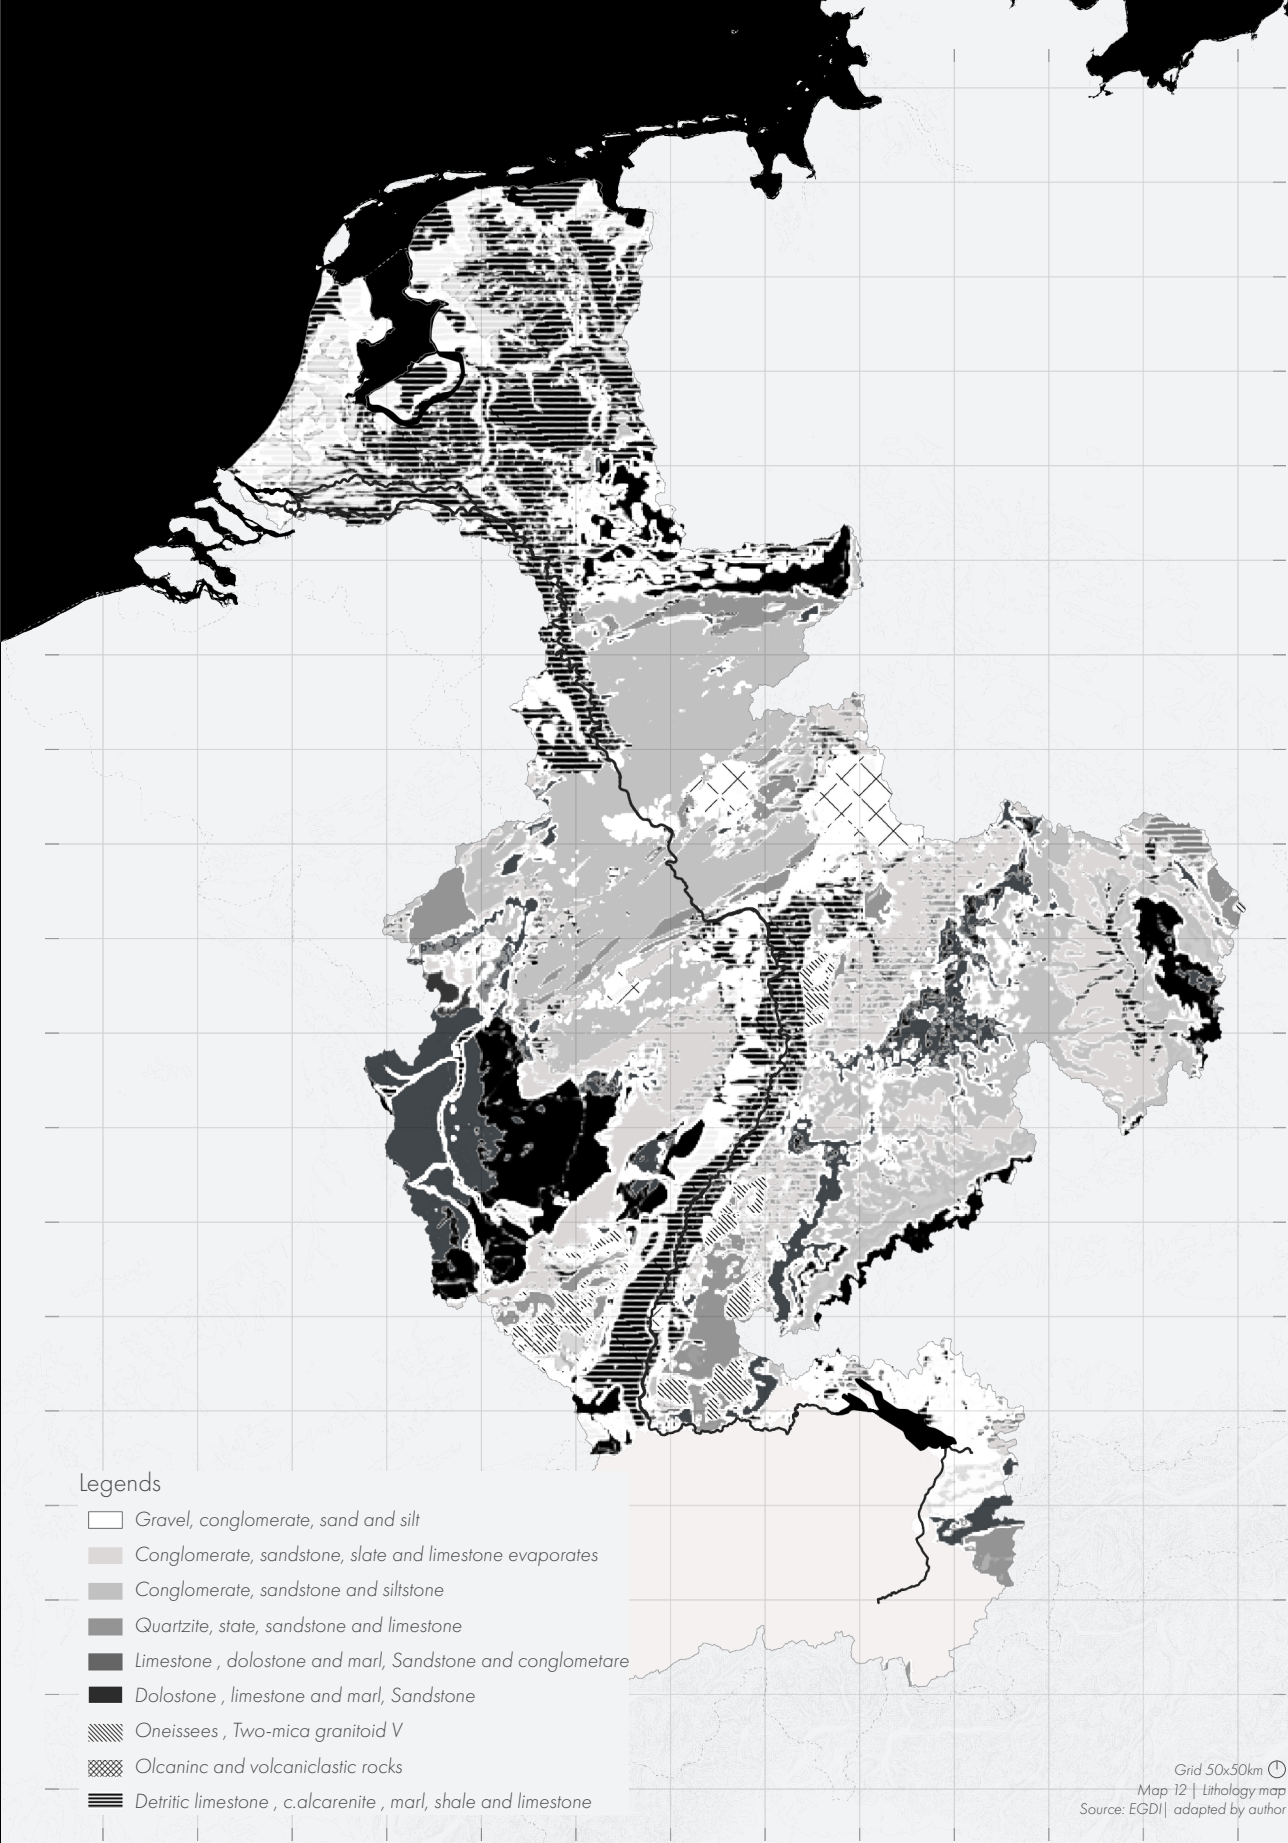 Legends
Gravel, conglomerate, sand and silt
Conglomerate, sandstone, slate and limestone evaporates
Conglomerate, sandstone and siltstone
Quartzite, state, sandstone and limestone
Limestone , dolostone and marl, Sandstone and conglometare
Dolostone , limestone and marl, Sandstone
Oneissees , Two-mica granitoid V
Olcaninc and volcaniclastic rocks
Detritic limestone , c.alcarenite , marl, shale and limestone
Grid 50x50km
Map 12 | Lithology map
Source: EGDI| adapted by author